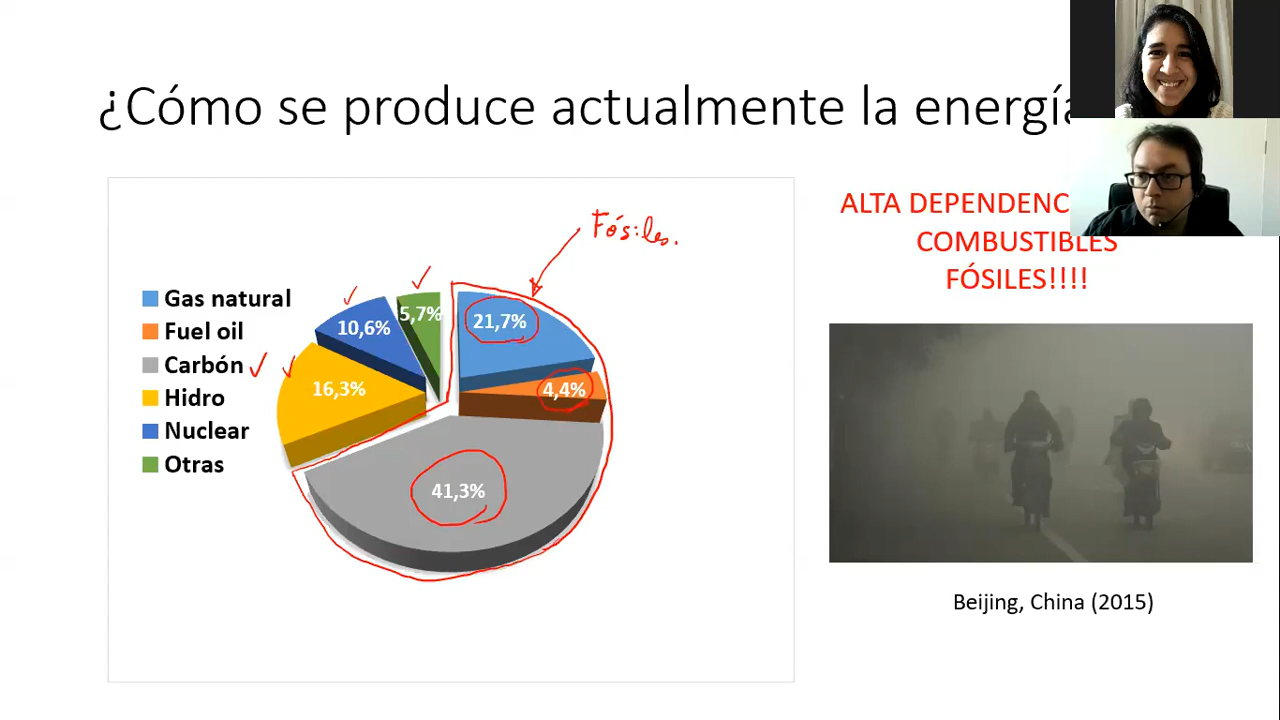 ¿Cómo se produce actualmente la energía
ALTA DEPENDENC
COMBUSTIBLES
FÓSILES!!!!
Fósiles.
Gas natural
Fuel oil
Carbón
Hidro
Nuclear
Otras
5,7%
10,6%
21,7%
16,3%
4,4%
41,3%
Beijing, China (2015)